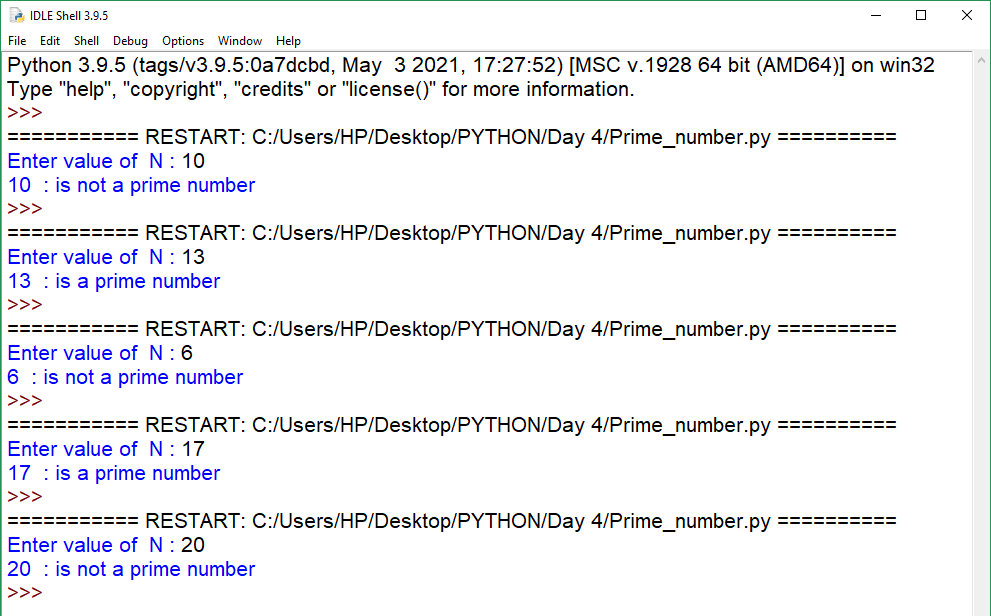 IDLE Shell 3.9.5
File Edit Shell Debug Options Window Help
Python 3.9.5 (tags/v3.9.5:0a7dcbd, May  3 2021, 17:27:52) [MSC v.1928 64 bit (AMD64)] on win32
Type "help", "copyright", "credits" or "license()" for more information.
>>>
=========== RESTART: C:/Users/HP/Desktop/PYTHON/Day 4/Prime_number.py ==========
Enter value of  N : 10
10  : is not a prime number
>>>
=========== RESTART: C:/Users/HP/Desktop/PYTHON/Day 4/Prime_number.py ==========
Enter value of  N : 13
13  : is a prime number
>>>
=========== RESTART: C:/Users/HP/Desktop/PYTHON/Day 4/Prime_number.py ==========
Enter value of  N : 6
6  : is not a prime number
>>>
=========== RESTART: C:/Users/HP/Desktop/PYTHON/Day 4/Prime_number.py ==========
Enter value of  N : 17
17  : is a prime number
>>>
=========== RESTART: C:/Users/HP/Desktop/PYTHON/Day 4/Prime_number.py ==========
Enter value of  N : 20
20  : is not a prime number
>>>